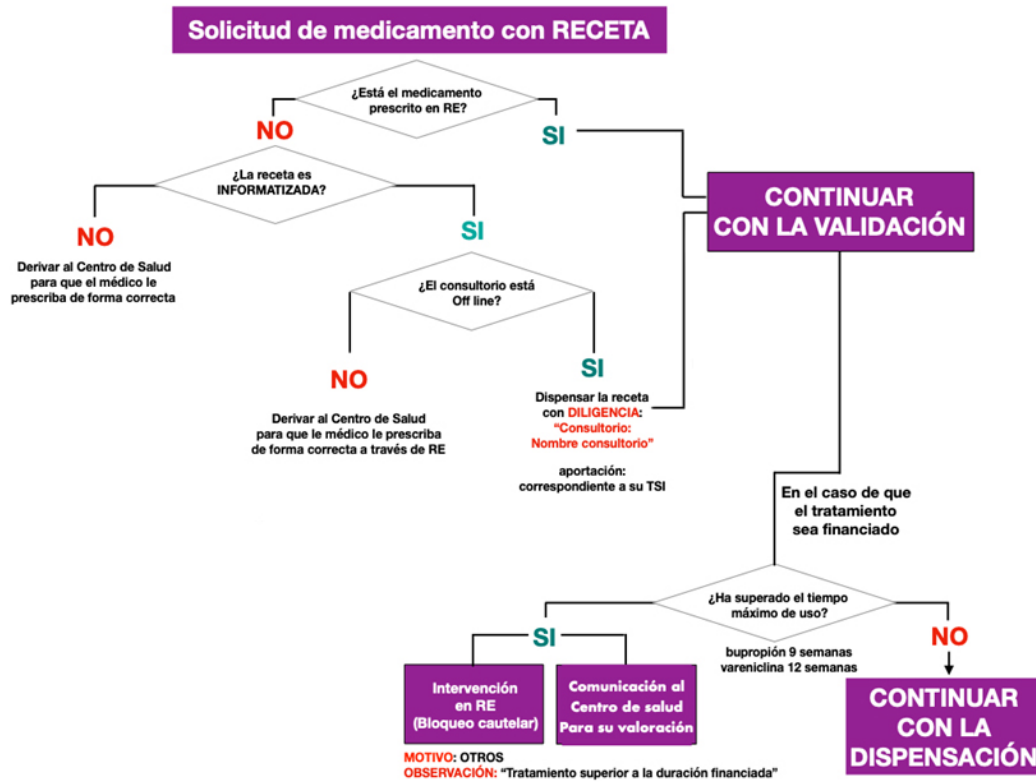 Solicitud de medicamento con RECETA
¿Está el medicamento
prescrito en RE?
NO
SI
¿La receta es
INFORMATIZADA?
CONTINUAR
CON LA VALIDACIÓN
NO
SI
Derivar al Centro de Salud
para que el médico le
prescriba de forma correcta
¿El consultorio está
Off line?
NO
SI
Derivar al Centro de Salud
para que le médico le prescriba
de forma correcta a través de RE
Dispensar la receta
con DILIGENCIA:
“Consultorio:
Nombre consultorio”
aportación:
correspondiente a su TSI
En el caso de que
el tratamiento
sea financiado
¿Ha superado el tiempo
máximo de uso?
SI
NO
bupropión 9 semanas
vareniclina 12 semanas
Intervención
en RE
(Bloqueo cautelar)
Comunicación al
Centro de salud
Para su valoración
CONTINUAR
CON LA
DISPENSACIÓN
MOTIVO: OTROS
OBSERVACIÓN: “Tratamiento superior a la duración financiada”